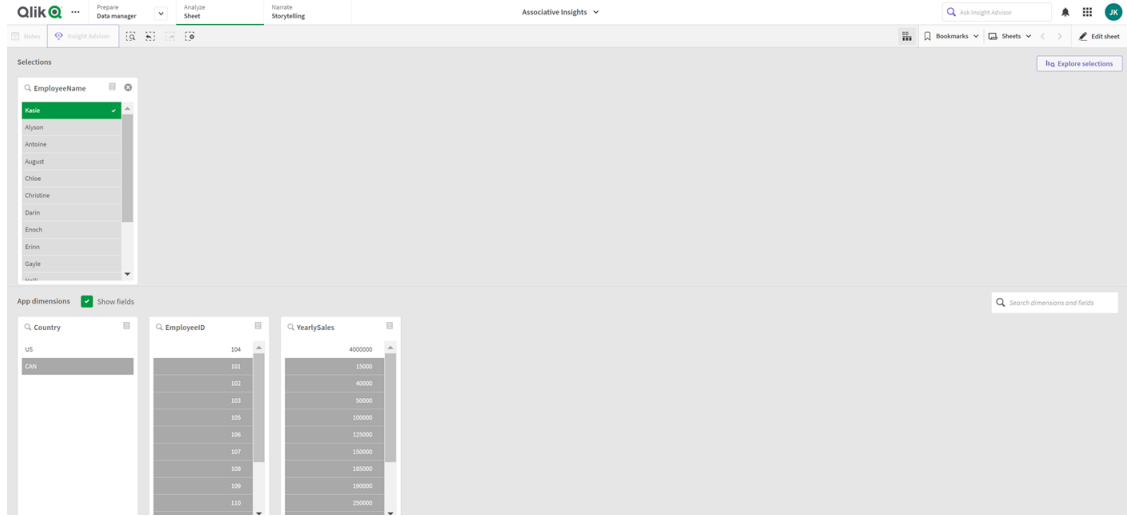 Qlik
Prepare
Data manager
Analyze
Sheet
Narrate
Storytelling
Associative Insights
Ask Insight Advisor
JK
Notes
Insight Advisor
Bookmarks
Sheets
Edit sheet
Selections
Explore selections
EmployeeName
Kasie
Alyson
Antoine
August
Chloe
Christine
Darin
Enoch
Erinn
Gayle
App dimensions
Show fields
Search dimensions and fields
Country
EmployeeID
YearlySales
US
104
4000000
CAN
101
15000
102
40000
103
50000
105
100000
106
125000
107
150000
108
185000
109
190000
110
250000